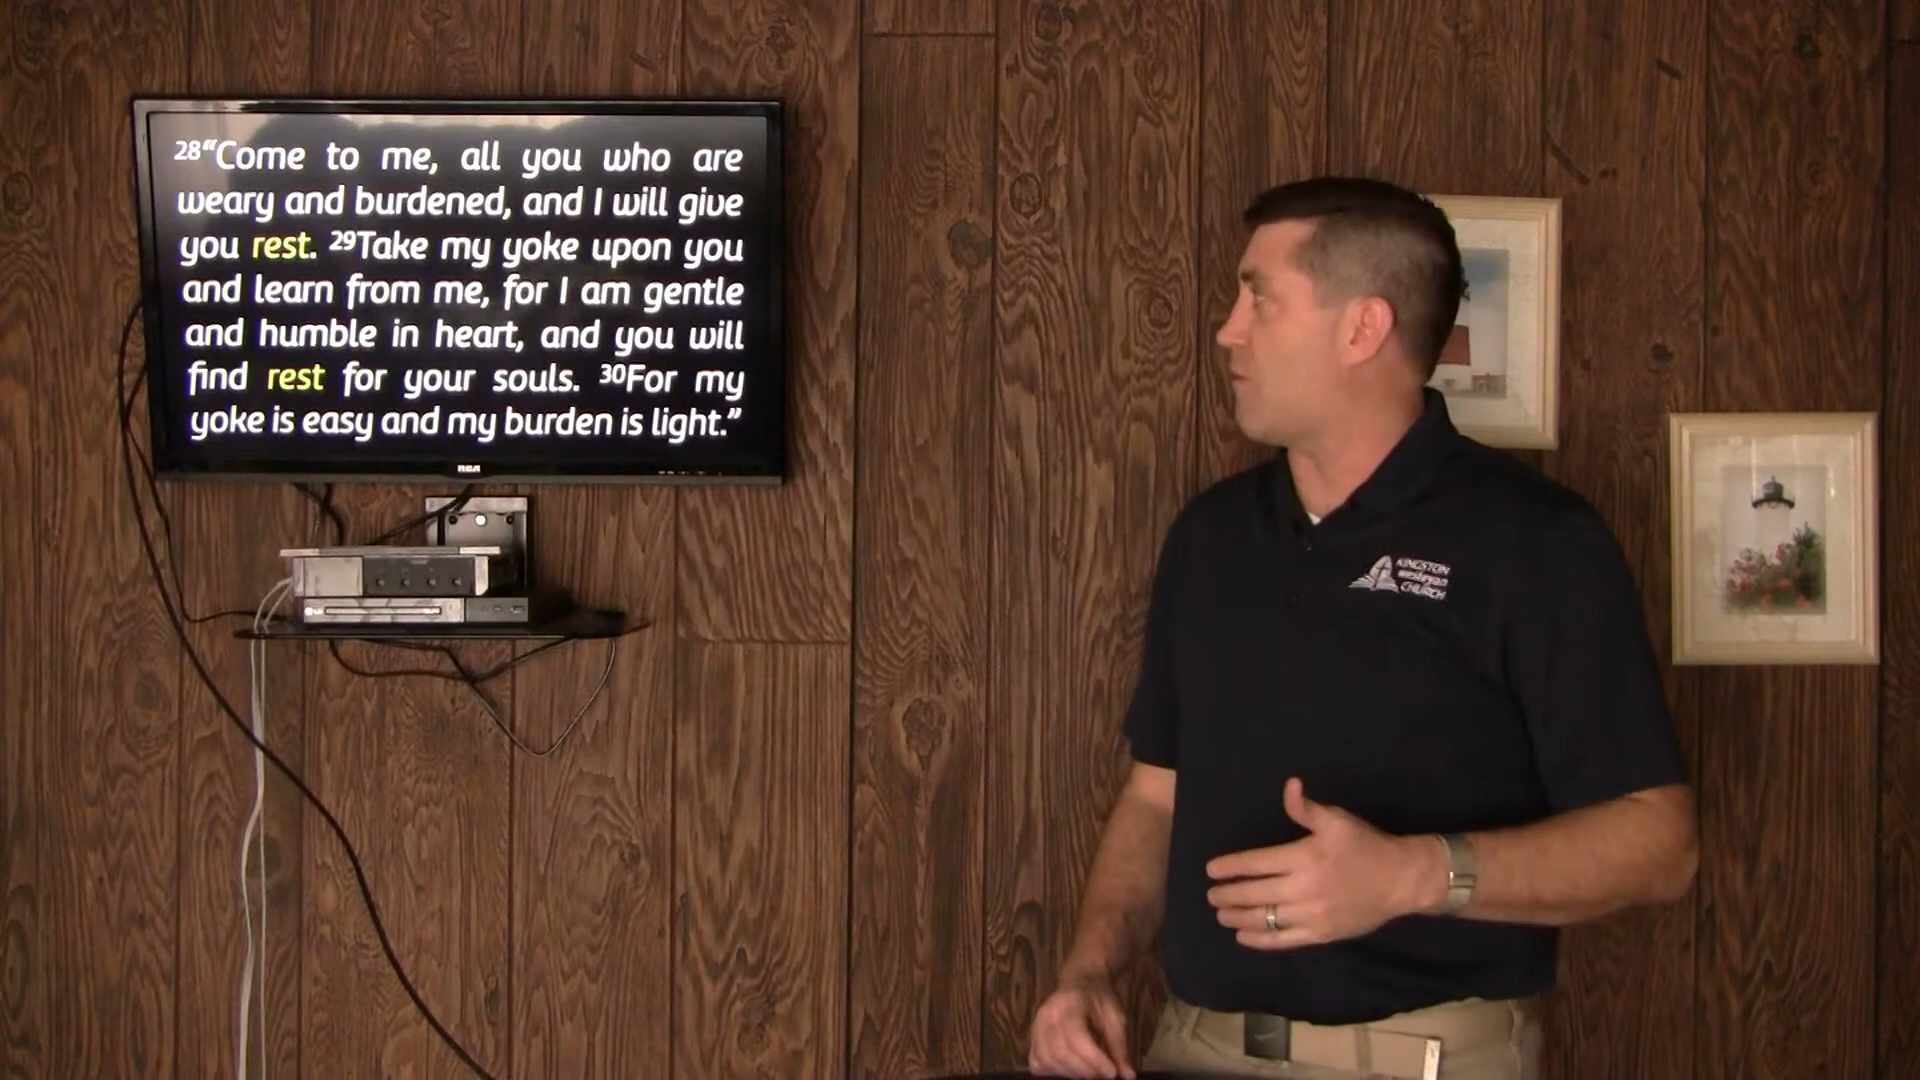 28“Come to me, all you who are
weary and burdened, and I will give
you rest. 29Take my yoke upon you
and learn from me, for I am gentle
and humble in heart, and you will
find rest for your souls. 30For my
yoke is easy and my burden is light.”
RCA
KINGSTON
wesleyan
CHURCH
LG